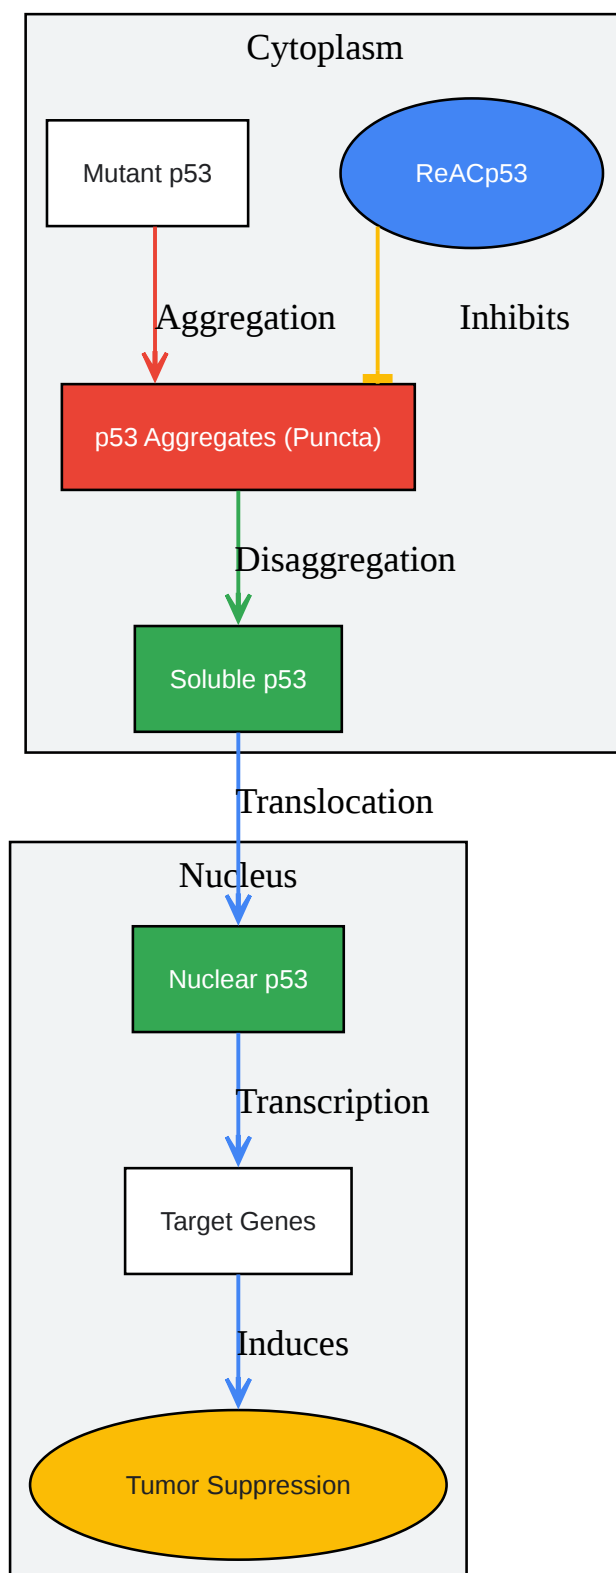 Cytoplasm
Mutant p53
ReACp53
Aggregation
Inhibits
p53 Aggregates (Puncta)
Disaggregation
Soluble p53
Translocation
Nucleus
Nuclear p53
Transcription
Target Genes
Induces
Tumor Suppression